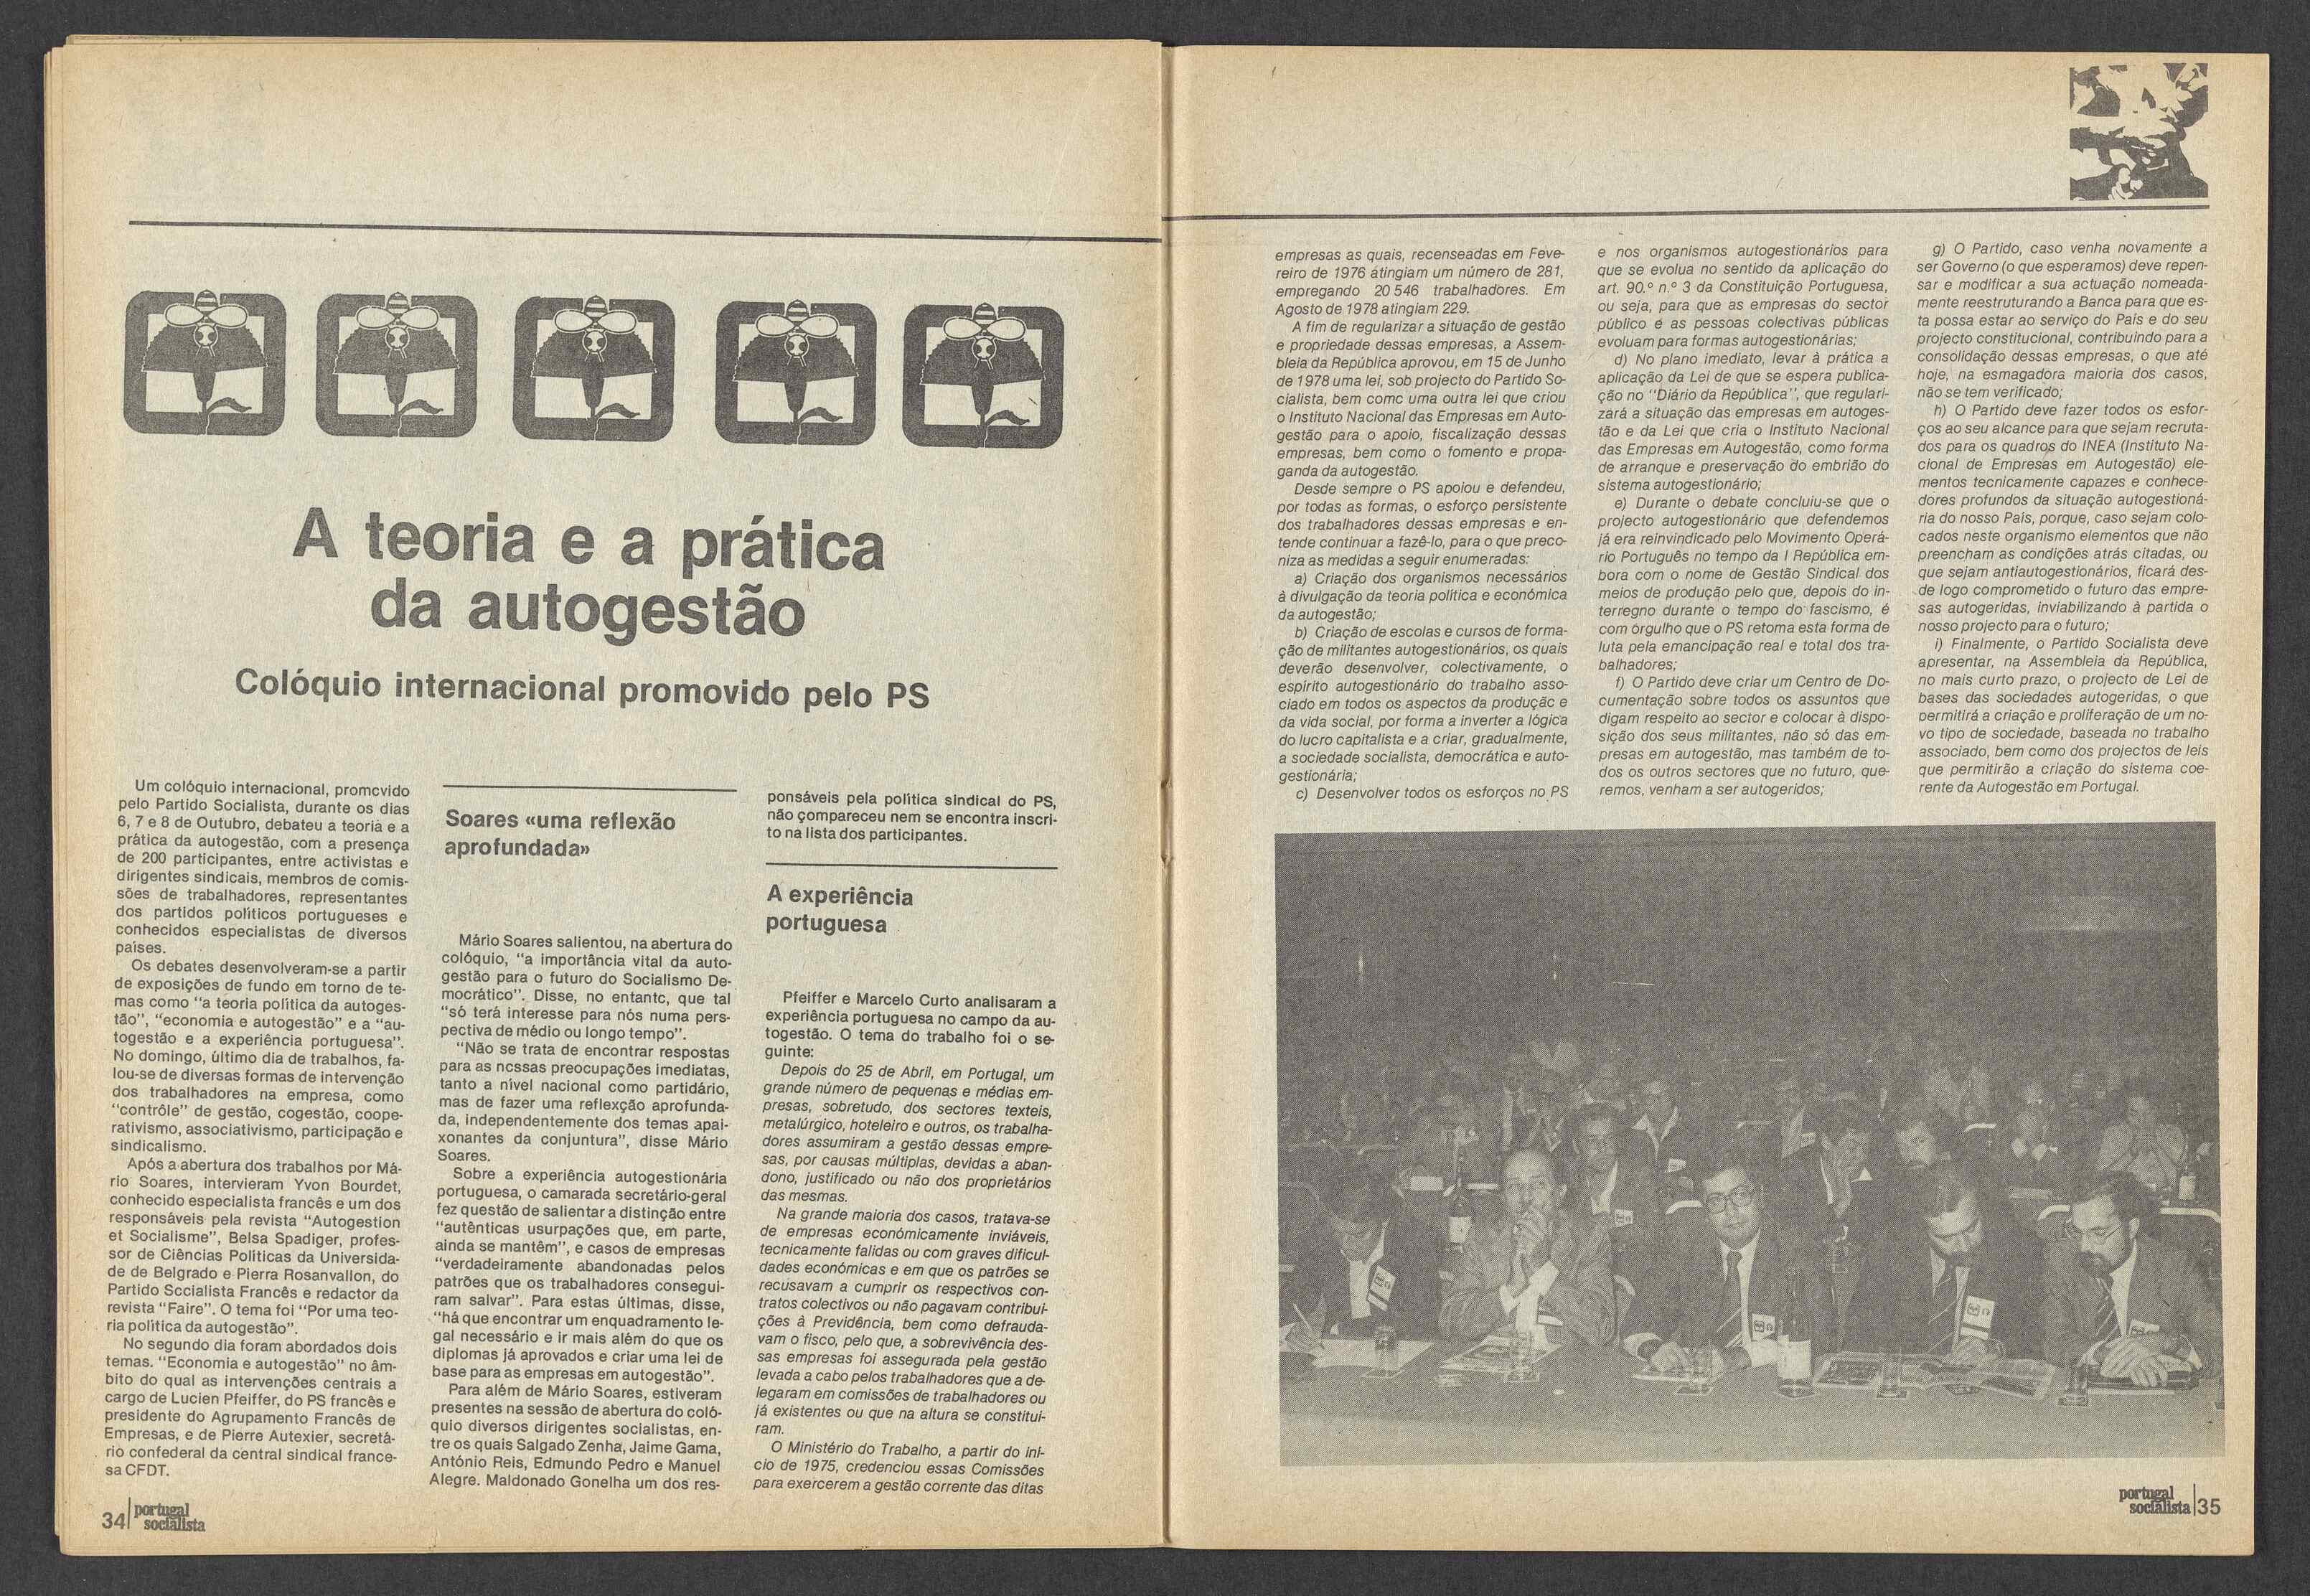 A teoria e a prática
da autogestão
Colóquio internacional promovido pelo PS
Um colóquio internacional, promcvido
pelo Partido Socialista, durante os dias
6, 7 e 8 de Outubro, debateu a teoria e a
prática da autogestão, com a presença
de 200 participantes, entre activistas e
dirigentes sindicais, membros de comis-
sões de trabalhadores, representantes
dos partidos políticos portugueses e
conhecidos especialistas de diversos
países.
Os debates desenvolveram-se a partir
de exposições de fundo em torno de te-
mas como "a teoria política da autoges-
tão", "economia e autogestão" e a "au-
togestão e a experiência portuguesa".
No domingo, último dia de trabalhos, fa-
lou-se de diversas formas de intervenção
dos trabalhadores na empresa, como
"contrôle" de gestão, cogestão, coope-
rativismo, associativismo, participação e
sindicalismo.
Após a abertura dos trabalhos por Má-
rio Soares, intervieram Yvon Bourdet,
conhecido especialista francês e um dos
responsáveis pela revista "Autogestion
et Socialisme", Belsa Spadiger, profes-
sor de Ciências Políticas da Universida-
de de Belgrado e Pierra Rosanvallon, do
Partido Sccialista Francês e redactor da
revista "Faire". O tema foi "Por uma teo-
ria política da autogestão".
No segundo dia foram abordados dois
temas. "Economia e autogestão" no âm-
bito do qual as intervenções centrais a
cargo de Lucien Pfeiffer, do PS francês e
presidente do Agrupamento Francês de
Empresas, e de Pierre Autexier, secretá-
rio confederal da central sindical france-
sa CFDT.
Soares «uma reflexão
aprofundada»
Mário Soares salientou, na abertura do
colóquio, "a importância vital da auto-
gestão para o futuro do Socialismo De-
mocrático". Disse, no entantc, que tal
"só terá interesse para nós numa pers-
pectiva de médio ou longo tempo".
"Não se trata de encontrar respostas
para as ncssas preocupações imediatas,
tanto a nível nacional como partidário,
mas de fazer uma reflexção aprofunda-
da, independentemente dos temas apai-
xonantes da conjuntura", disse Mário
Soares.
Sobre a experiência autogestionária
portuguesa, o camarada secretário-geral
fez questão de salientar a distinção entre
"autênticas usurpações que, em parte,
ainda se mantêm", e casos de empresas
"verdadeiramente abandonadas pelos
patrões que os trabalhadores consegui-
ram salvar". Para estas últimas, disse,
"há que encontrar um enquadramento le-
gal necessário e ir mais além do que os
diplomas já aprovados e criar uma lei de
base para as empresas em autogestão".
Para além de Mário Soares, estiveram
presentes na sessão de abertura do coló-
quio diversos dirigentes socialistas, en-
tre os quais Salgado Zenha, Jaime Gama,
António Reis, Edmundo Pedro e Manuel
Alegre. Maldonado Gonelha um dos res-
ponsáveis pela política sindical do PS,
não çompareceu nem se encontra inscri-
to na lista dos participantes.
A experiência
portuguesa
Pfeiffer e Marcelo Curto analisaram a
experiência portuguesa no campo da au-
togestão. O tema do trabalho foi o se-
guinte:
Depois do 25 de Abril, em Portugal, um
grande número de pequenas e médias em-
presas, sobretudo, dos sectores texteis,
metalúrgico, hoteleiro e outros, os trabalha-
dores assumiram a gestão dessas empre-
sas, por causas múltiplas, devidas a aban-
dono, justificado ou não dos proprietários
das mesmas.
Na grande maioria dos casos, tratava-se
de empresas económicamente inviáveis,
tecnicamente falidas ou com graves dificul-
dades económicas e em que os patrões se
recusavam a cumprir os respectivos con-
tratos colectivos ou não pagavam contribui-
ções à Previdência, bem como defrauda-
vam o fisco, pelo que, a sobrevivência des-
sas empresas foi assegurada pela gestão
levada a cabo pelos trabalhadores que a de-
legaram em comissões de trabalhadores ou
já existentes ou que na altura se constituí-
ram.
O Ministério do Trabalho, a partir do iní-
cio de 1975, credenciou essas Comissões
para exercerem a gestão corrente das ditas
34 portugal
socialista
empresas as quais, recenseadas em Feve-
reiro de 1976 atingiam um número de 281,
empregando 20 546 trabalhadores. Em
Agosto de 1978 atingiam 229.
A fim de regularizar a situação de gestão
e propriedade dessas empresas, a Assem-
bleia da República aprovou, em 15 de Junho
de 1978 uma lei, sob projecto do Partido So-
cialista, bem comc uma outra lei que criou
o Instituto Nacional das Empresas em Auto-
gestão para o apoio, fiscalização dessas
empresas, bem como o fomento e propa-
ganda da autogestão.
Desde sempre o PS apoiou e defendeu,
por todas as formas, o esforço persistente
dos trabalhadores dessas empresas e en-
tende continuar a fazê-lo, para o que preco-
niza as medidas a seguir enumeradas:
a) Criação dos organismos necessários
à divulgação da teoria política e económica
da autogestão;
b) Criação de escolas e cursos de forma-
ção de militantes autogestionários, os quais
deverão desenvolver, colectivamente, o
espírito autogestionário do trabalho asso-
ciado em todos os aspectos da produçãc e
da vida social, por forma a inverter a lógica
do lucro capitalista e a criar, gradualmente,
a sociedade socialista, democrática e auto-
gestionária;
c) Desenvolver todos os esforços no PS
e nos organismos autogestionários para
que se evolua no sentido da aplicação do
art. 90.º n.º 3 da Constituição Portuguesa,
ou seja, para que as empresas do sector
público e as pessoas colectivas públicas
evoluam para formas autogestionárias;
d) No plano imediato, levar à prática a
aplicação da Lei de que se espera publica-
ção no "Diário da República", que regulari-
zará a situação das empresas em autoges-
tão e da Lei que cria o Instituto Nacional
das Empresas em Autogestão, como forma
de arranque e preservação do embrião do
sistema autogestionário;
e) Durante o debate concluiu-se que o
projecto autogestionário que defendemos
já era reinvindicado pelo Movimento Operá-
rio Português no tempo da I República em-
bora com o nome de Gestão Sindical dos
meios de produção pelo que, depois do in-
terregno durante o tempo do fascismo, é
com orgulho que o PS retoma esta forma de
luta pela emancipação real e total dos tra-
balhadores;
f) O Partido deve criar um Centro de Do-
cumentação sobre todos os assuntos que
digam respeito ao sector e colocar à dispo-
sição dos seus militantes, não só das em-
presas em autogestão, mas também de to-
dos os outros sectores que no futuro, que-
remos, venham a ser autogeridos;
g) O Partido, caso venha novamente a
ser Governo (o que esperamos) deve repen-
sar e modificar a sua actuação nomeada-
mente reestruturando a Banca para que es-
ta possa estar ao serviço do País e do seu
projecto constitucional, contribuindo para a
consolidação dessas empresas, o que até
hoje, na esmagadora maioria dos casos,
não se tem verificado;
h) O Partido deve fazer todos os esfor-
ços ao seu alcance para que sejam recruta-
dos para os quadros do INEA (Instituto Na-
cional de Empresas em Autogestão) ele-
mentos tecnicamente capazes e conhece-
dores profundos da situação autogestioná-
ria do nosso País, porque, caso sejam colo-
cados neste organismo elementos que não
preencham as condições atrás citadas, ou
que sejam antiautogestionários, ficará des-
de logo comprometido o futuro das empre-
sas autogeridas, inviabilizando à partida o
nosso projecto para o futuro;
i) Finalmente, o Partido Socialista deve
apresentar, na Assembleia da República,
no mais curto prazo, o projecto de Lei de
bases das sociedades autogeridas, o que
permitirá a criação e proliferação de um no-
vo tipo de sociedade, baseada no trabalho
associado, bem como dos projectos de leis
que permitirão a criação do sistema coe-
rente da Autogestão em Portugal.
portugal
socialista 35